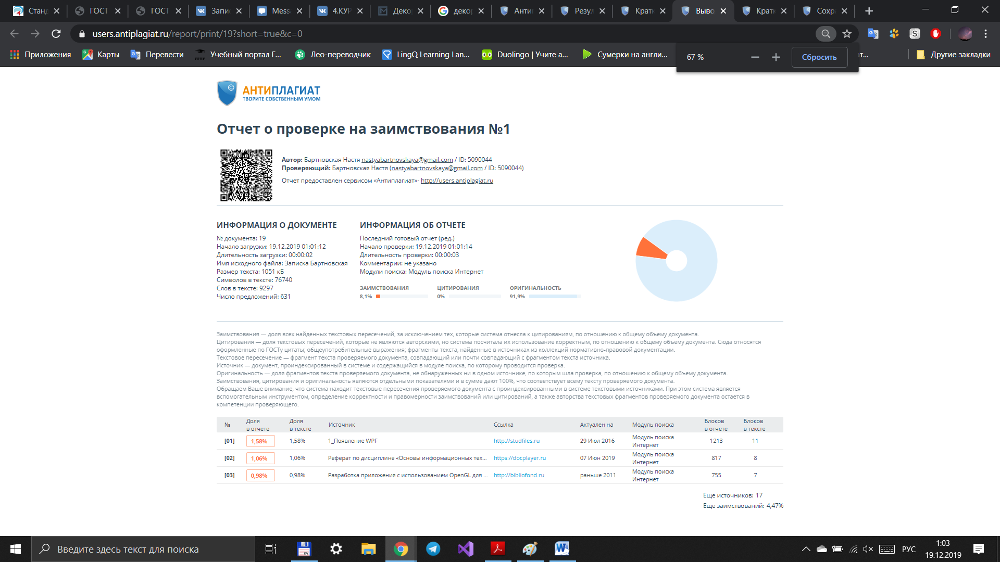 Станд
ГОСТ
ГОСТ
Запис
Messa
4.КУР
Декор
декор
Антип
Резул
Кратк
Вывод
Кратк
Сохра
users.antiplagiat.ru/report/print/19?short=true&c=0
Приложения
Карты
Перевести
Учебный портал Г...
Лео-переводчик
LingQ Learning Lan...
Duolingo | Учите а...
Сумерки на англи...
Другие закладки
67 %
Сбросить
АНТИПЛАГИАТ
ТВОРИТЕ СОБСТВЕННЫМ УМОМ
Отчет о проверке на заимствования №1
Автор: Бартновская Настя nastyabartnovskaya@gmail.com / ID: 5090044
Проверяющий: Бартновская Настя (nastyabartnovskaya@gmail.com / ID: 5090044)
Отчет предоставлен сервисом «Антиплагиат»- http://users.antiplagiat.ru
ИНФОРМАЦИЯ О ДОКУМЕНТЕ
№ документа: 19
Начало загрузки: 19.12.2019 01:01:12
Длительность загрузки: 00:00:02
Имя исходного файла: Записка Бартновская
Размер текста: 1051 кБ
Символов в тексте: 76740
Слов в тексте: 9297
Число предложений: 631
ИНФОРМАЦИЯ ОБ ОТЧЕТЕ
Последний готовый отчет (ред.)
Начало проверки: 19.12.2019 01:01:14
Длительность проверки: 00:00:03
Комментарии: не указано
Модули поиска: Модуль поиска Интернет
ЗАИМСТВОВАНИЯ
8,1%
ЦИТИРОВАНИЯ
0%
ОРИГИНАЛЬНОСТЬ
91,9%
Заимствования — доля всех найденных текстовых пересечений, за исключением тех, которые система отнесла к цитированиям, по отношению к общему объему документа.
Цитирования — доля текстовых пересечений, которые не являются авторскими, но система посчитала их использование корректным, по отношению к общему объему документа. Сюда относятся
оформленные по ГОСТу цитаты; общеупотребительные выражения; фрагменты текста, найденные в источниках из коллекций нормативно-правовой документации.
Текстовое пересечение — фрагмент текста проверяемого документа, совпадающий или почти совпадающий с фрагментом текста источника.
Источник — документ, проиндексированный в системе и содержащийся в модуле поиска, по которому проводится проверка.
Оригинальность — доля фрагментов текста проверяемого документа, не обнаруженных ни в одном источнике, по которым шла проверка, по отношению к общему объему документа.
Заимствования, цитирования и оригинальность являются отдельными показателями и в сумме дают 100%, что соответствует всему тексту проверяемого документа.
Обращаем Ваше внимание, что система находит текстовые пересечения проверяемого документа с проиндексированными в системе текстовыми источниками. При этом система является
вспомогательным инструментом, определение корректности и правомерности заимствований или цитирований, а также авторства текстовых фрагментов проверяемого документа остается в
компетенции проверяющего.
№ Доля в отчете Доля в тексте Источник Ссылка Актуален на Модуль поиска Блоков в отчете Блоков в тексте
[01] 1,58% 1,58% 1_Появление WPF http://studfiles.ru 29 Июл 2016 Модуль поиска Интернет 1213 11
[02] 1,06% 1,06% Реферат по дисциплине «Основы информационных тех... https://docplayer.ru 07 Июн 2019 Модуль поиска Интернет 817 8
[03] 0,98% 0,98% Разработка приложения с использованием OpenGL для ... http://bibliofond.ru раньше 2011 Модуль поиска Интернет 755 7
Еще источников: 17
Еще заимствований: 4,47%
Введите здесь текст для поиска
РУС
1:03
19.12.2019